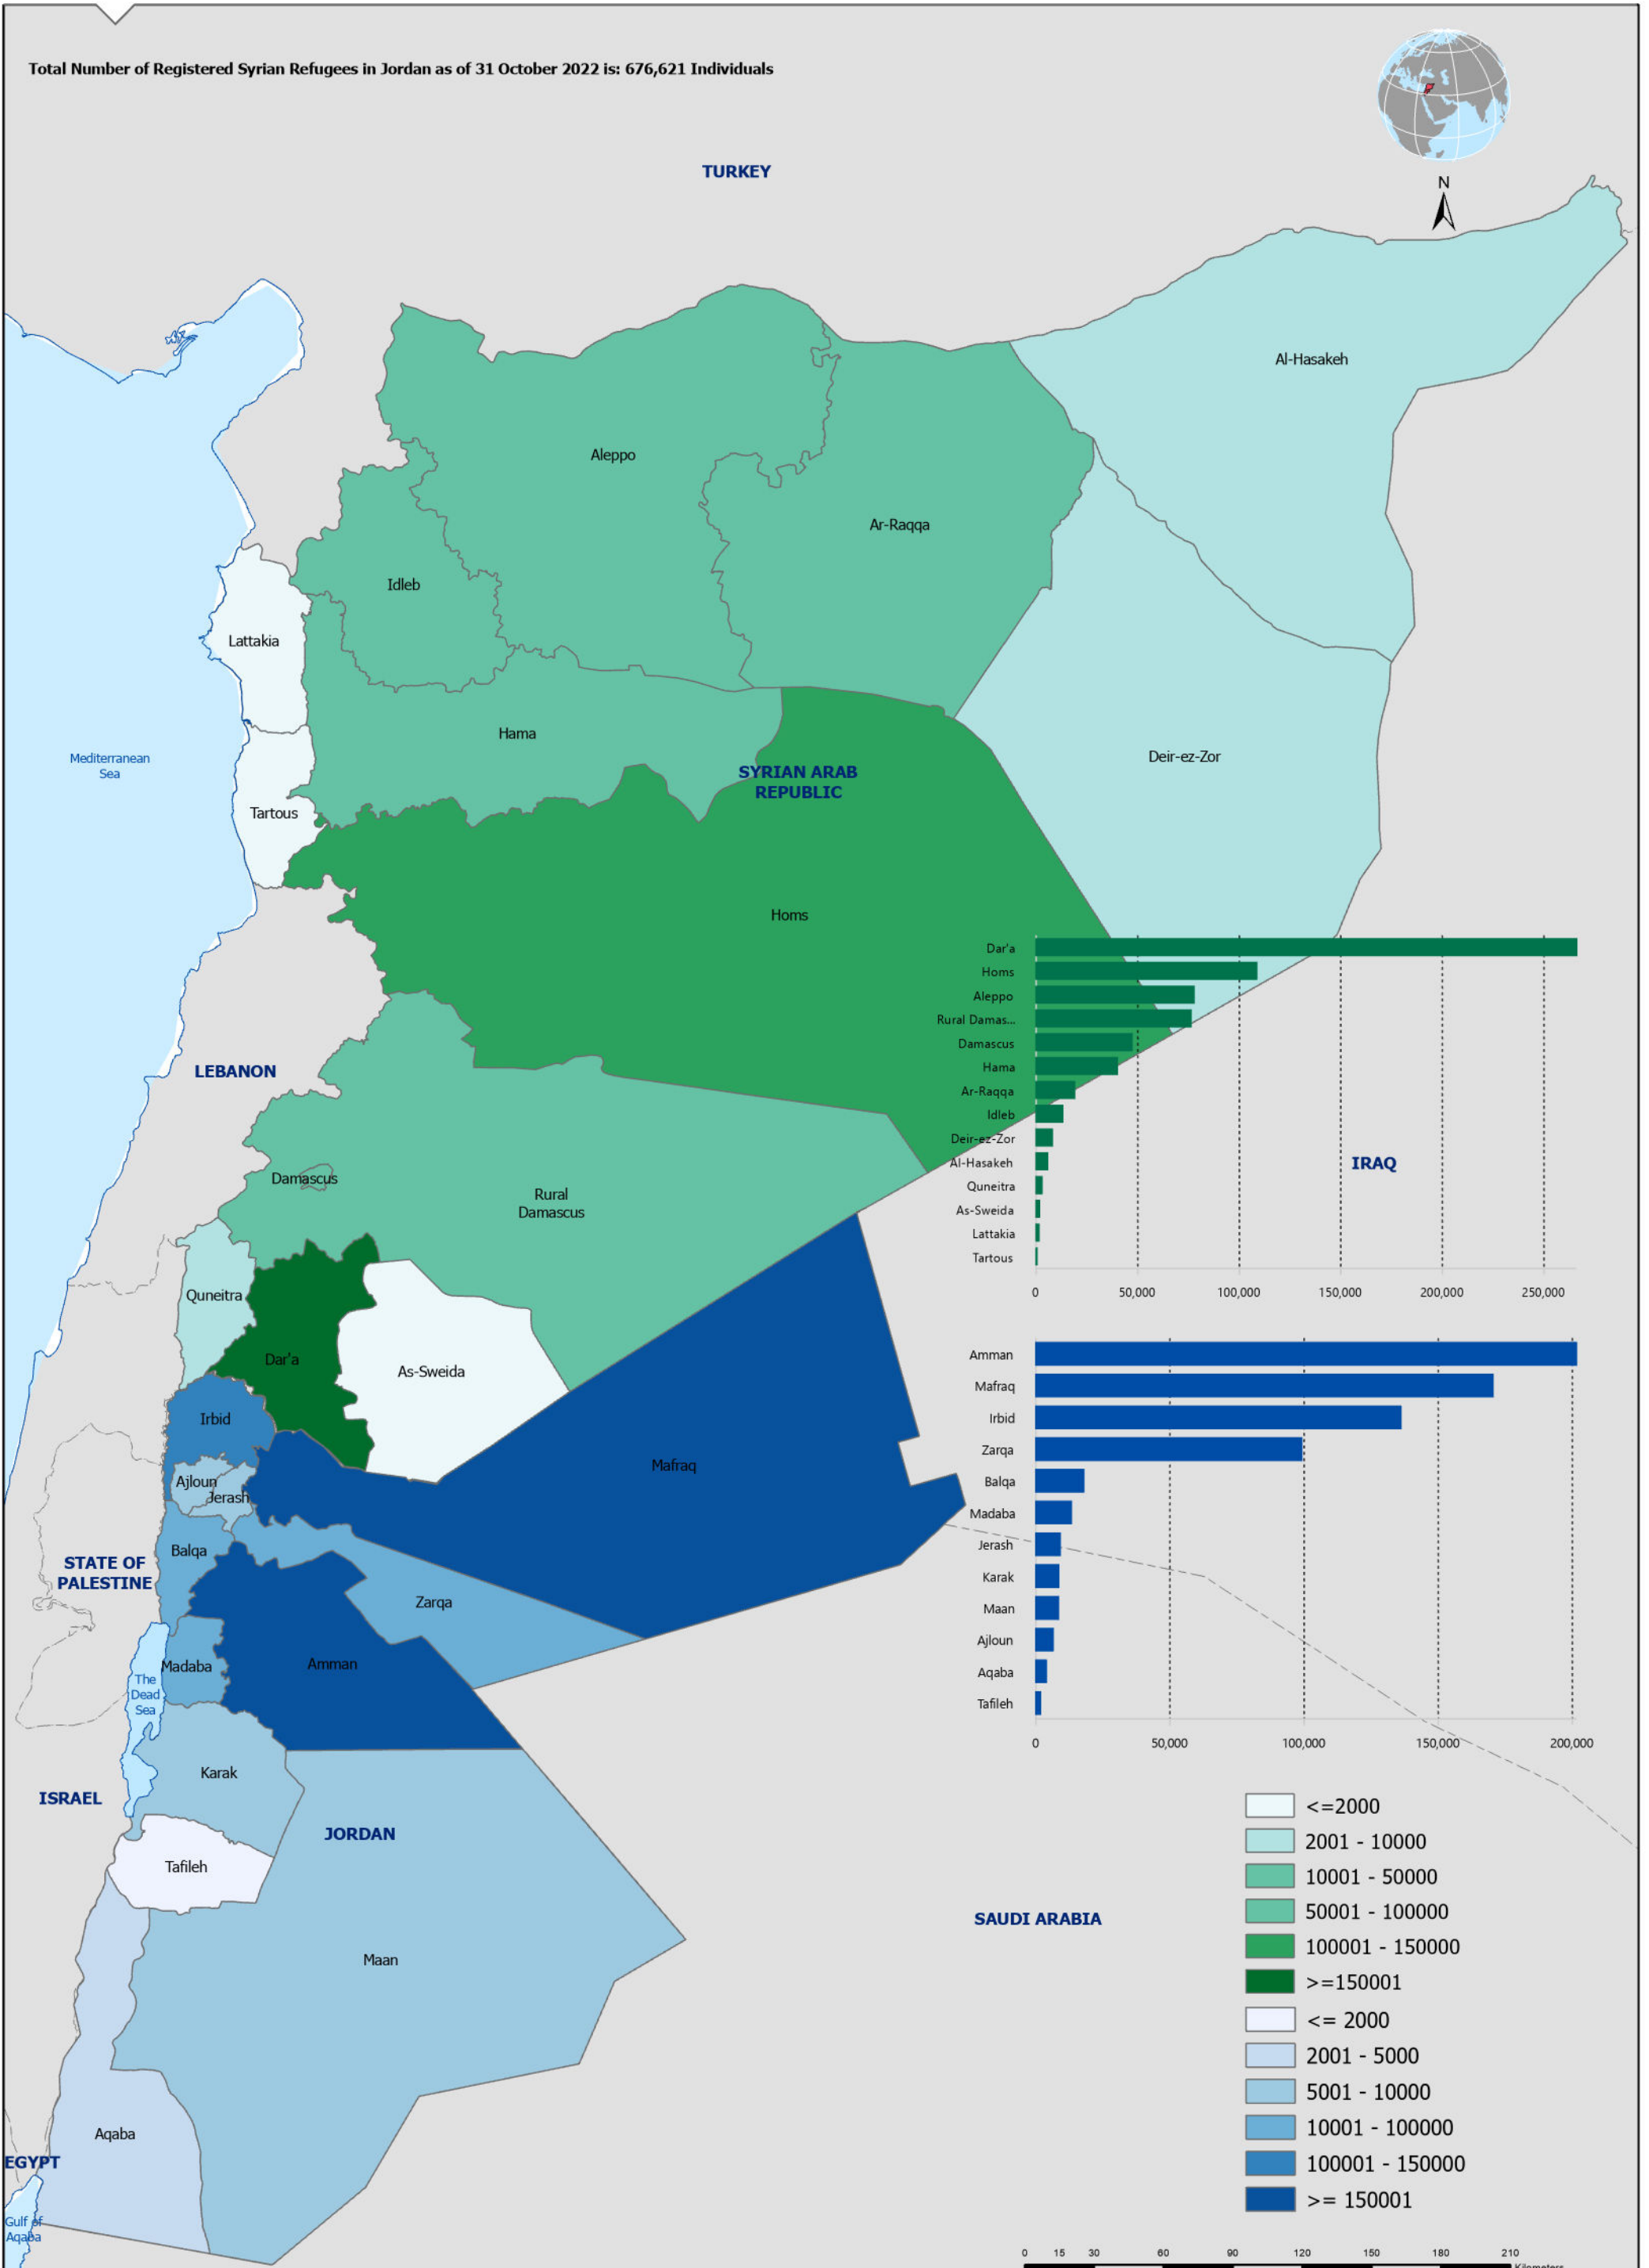 Total Number of Registered Syrian Refugees in Jordan as of 31 October 2022 is: 676,621 Individuals
N
TURKEY
Al-Hasakeh
Aleppo
Ar-Raqqa
Idleb
Lattakia
Hama
Mediterranean
Sea
Deir-ez-Zor
SYRIAN ARAB
REPUBLIC
Tartous
Homs
LEBANON
Damascus
Rural
Damascus
Quneitra
Dar'a
As-Sweida
Irbid
Mafraq
Ajloun
Jerash
Balqa
STATE OF
PALESTINE
Zarqa
Amman
Madaba
The
Dead
Sea
Karak
ISRAEL
JORDAN
Tafileh
Maan
Aqaba
EGYPT
Gulf of
Aqaba
IRAQ
SAUDI ARABIA
Dar'a
Homs
Aleppo
Rural Damas...
Damascus
Hama
Ar-Raqqa
Idleb
Deir-ez-Zor
Al-Hasakeh
Quneitra
As-Sweida
Lattakia
Tartous
0 50,000 100,000 150,000 200,000 250,000
Amman
Mafraq
Irbid
Zarqa
Balqa
Madaba
Jerash
Karak
Maan
Ajloun
Aqaba
Tafileh
0 50,000 100,000 150,000 200,000
<=2000
2001 - 10000
10001 - 50000
50001 - 100000
100001 - 150000
>=150001
<= 2000
2001 - 5000
5001 - 10000
10001 - 100000
100001 - 150000
>= 150001
0 15 30 60 90 120 150 180 210
Kilometers